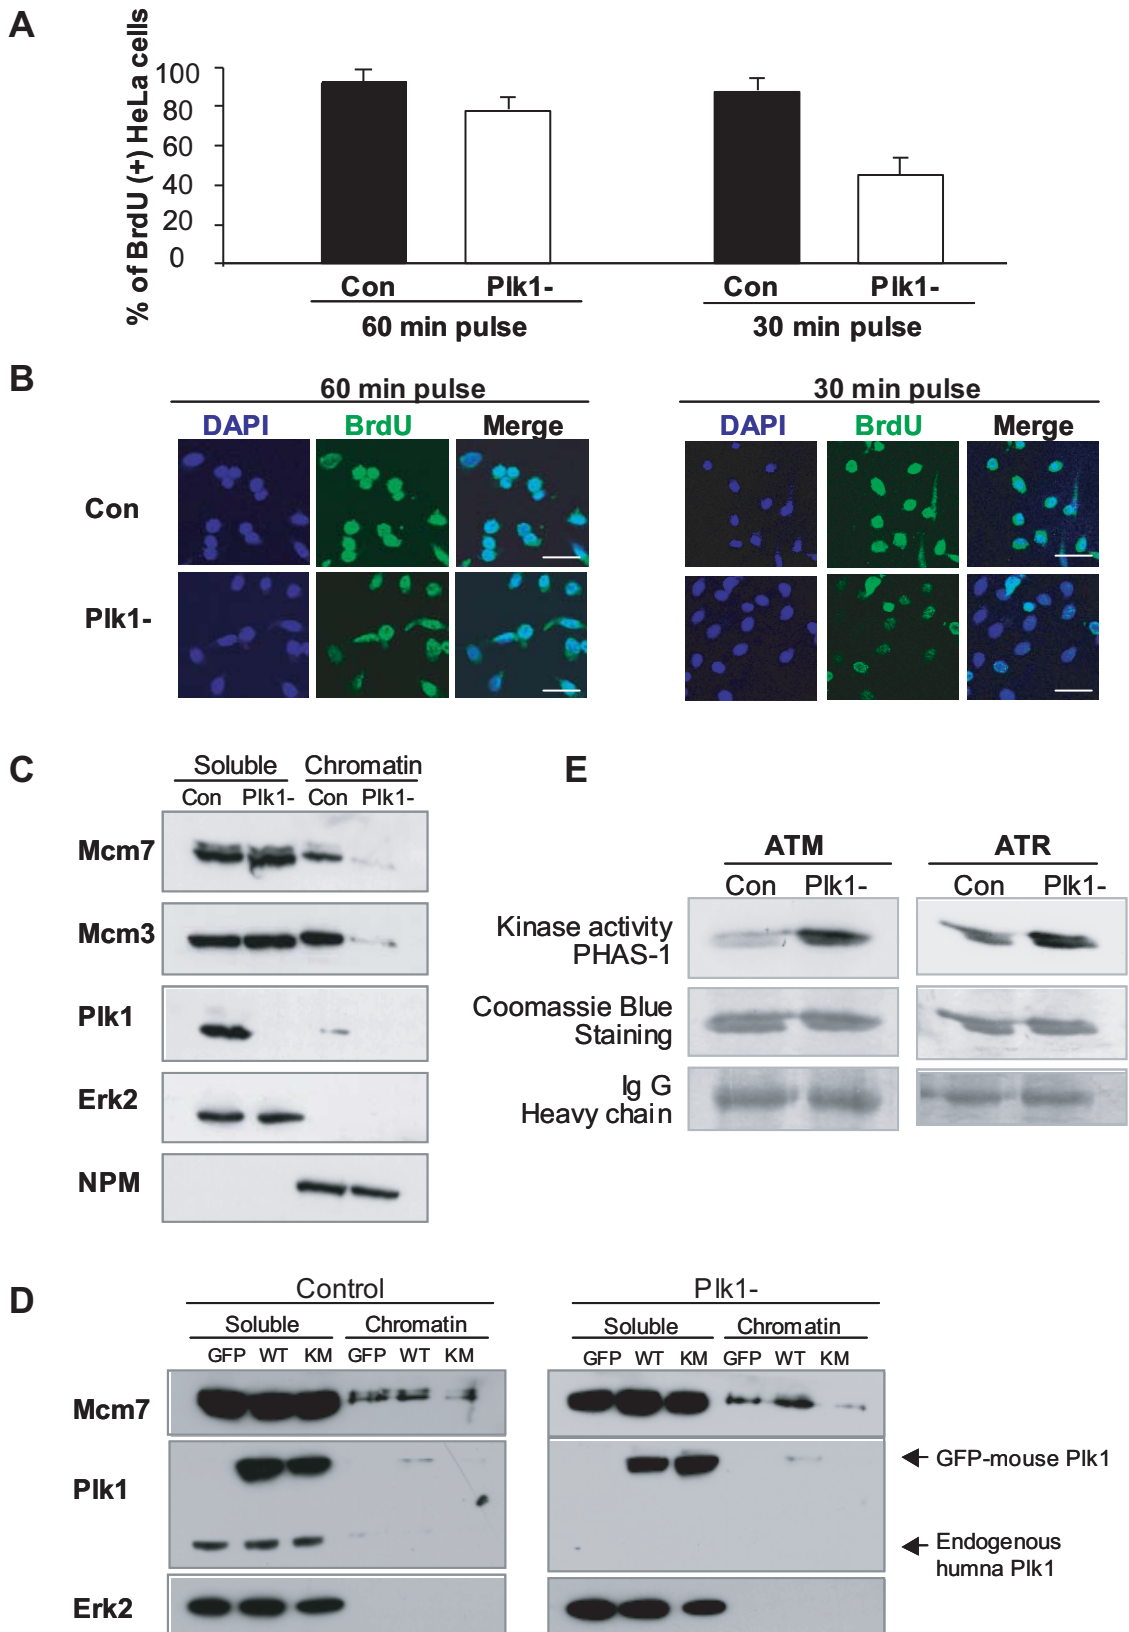 A
% of BrdU (+) HeLa cells
100
80
60
40
20
0
Con Plk1- Con Plk1-
60 min pulse 30 min pulse
B
60 min pulse 30 min pulse
DAPI BrdU Merge DAPI BrdU Merge
Con
Plk1-
C
Soluble Chromatin
Con Plk1- Con Plk1-
Mcm7
Mcm3
Plk1
Erk2
NPM
E
ATM ATR
Con Plk1- Con Plk1-
Kinase activity
PHAS-1
Coomassie Blue
Staining
Ig G
Heavy chain
D
Control Plk1-
Soluble Chromatin Soluble Chromatin
GFP WT KM GFP WT KM GFP WT KM GFP WT KM
Mcm7
Plk1
GFP-mouse Plk1
Endogenous
humna Plk1
Erk2